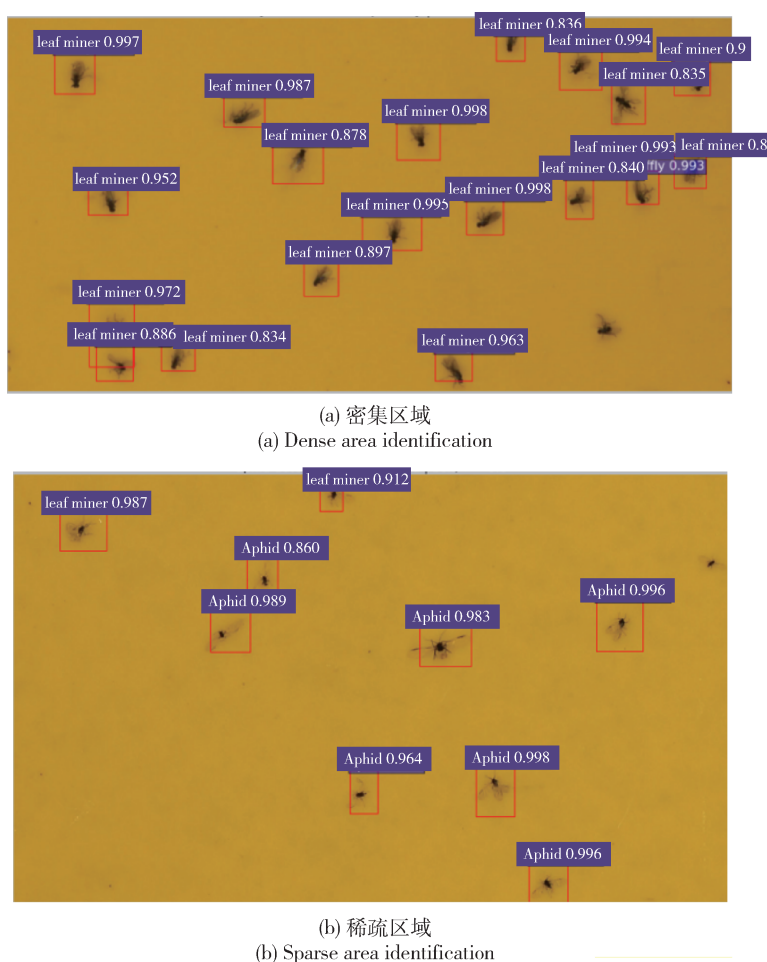 leaf miner 0.836
leaf miner 0.997
leaf miner 0.994
leaf miner 0.9
leaf miner 0.835
leaf miner 0.987
leaf miner 0.998
leaf miner 0.878
leaf miner 0.993
leaf miner 0.8
leaf miner 0.840
0.993
leaf miner 0.952
leaf miner 0.998
leaf miner 0.995
leaf miner 0.897
leaf miner 0.972
leaf miner 0.886
leaf miner 0.834
leaf miner 0.963
(a) 密集区域
(a) Dense area identification
leaf miner 0.912
leaf miner 0.987
Aphid 0.860
Aphid 0.989
Aphid 0.996
Aphid 0.983
Aphid 0.964
Aphid 0.998
Aphid 0.996
(b) 稀疏区域
(b) Sparse area identification